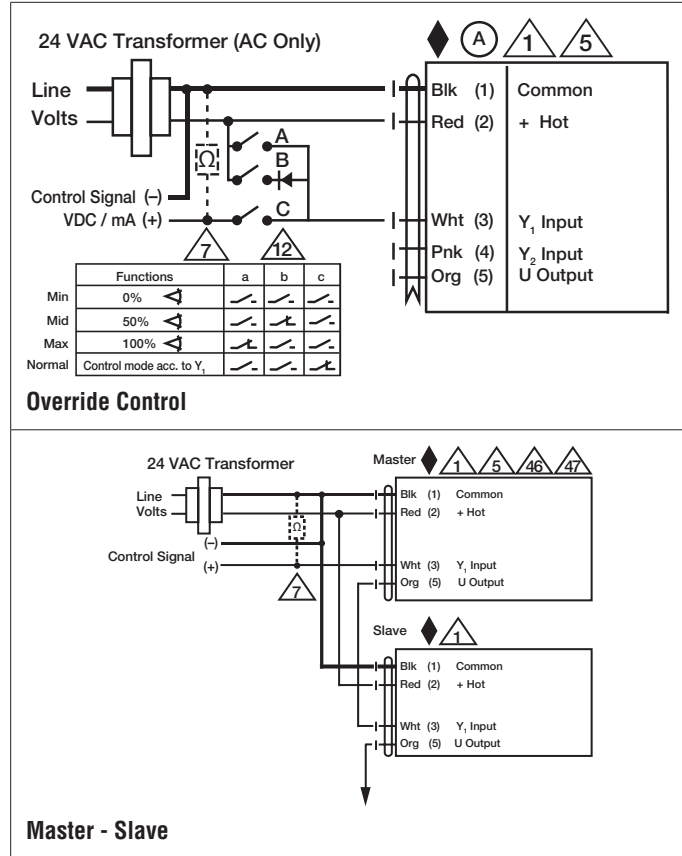 24 VAC Transformer (AC Only)
A
1
5
Line
Volts
Blk (1) Common
Red (2) + Hot
A
B
C
Ω
Control Signal (–)
VDC / mA (+)
Wht (3) Y₁ Input
Pnk (4) Y₂ Input
Org (5) U Output
7
12
Functions a b c
Min 0%
Mid 50%
Max 100%
Normal Control mode acc. to Y₁
Override Control
24 VAC Transformer
Master
1
5
46
47
Line
Volts
Blk (1) Common
Red (2) + Hot
Ω
Control Signal
(–)
(+)
Wht (3) Y₁ Input
Org (5) U Output
7
Slave
1
Blk (1) Common
Red (2) + Hot
Wht (3) Y₁ Input
Org (5) U Output
Master - Slave